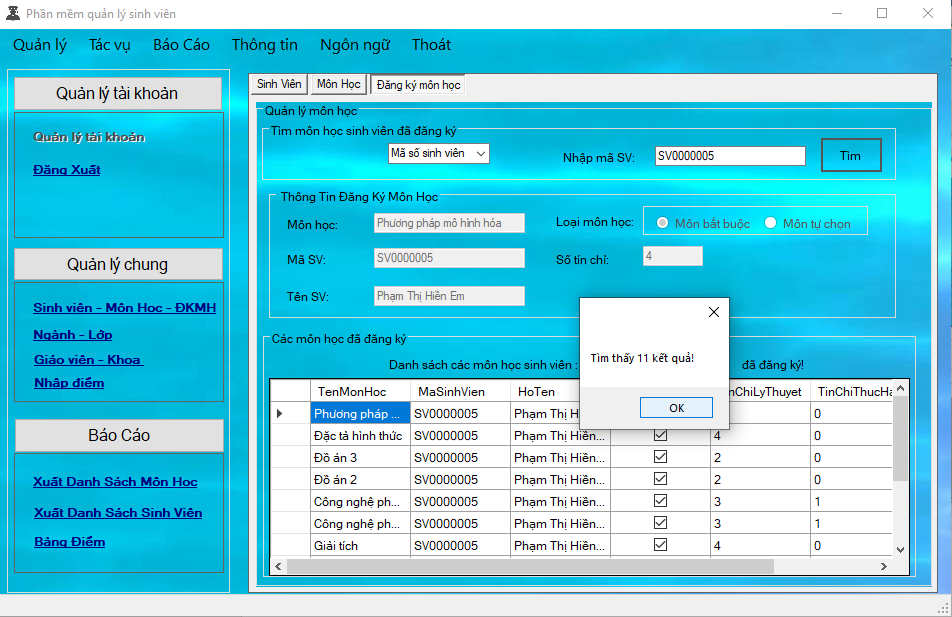 Phần mềm quản lý sinh viên
Quản lý Tác vụ Báo Cáo Thông tin Ngôn ngữ Thoát
Quản lý tài khoản
Quản lý tài khoản
Đăng Xuất
Quản lý chung
Sinh viên - Môn Học - ĐKMH
Ngành - Lớp
Giáo viên - Khoa
Nhập điểm
Báo Cáo
Xuất Danh Sách Môn Học
Xuất Danh Sách Sinh Viên
Bảng Điểm
Sinh Viên Môn Học Đăng ký môn học
Quản lý môn học
Tìm môn học sinh viên đã đăng ký
Mã số sinh viên Nhập mã SV: SV0000005 Tìm
Thông Tin Đăng Ký Môn Học
Môn học: Phương pháp mô hình hóa Loại môn học: Môn bắt buộc Môn tự chọn
Mã SV: SV0000005 Số tín chỉ: 4
Tên SV: Phạm Thị Hiền Em
Các môn học đã đăng ký
Danh sách các môn học sinh viên : đã đăng ký!
TenMonHoc MaSinhVien HoTen nChiLyThuyet TinChiThucHa
Phương pháp ... SV0000005 Phạm Thị H 0
Đặc tả hình thức SV0000005 Phạm Thị Hiền... 4 0
Đồ án 3 SV0000005 Phạm Thị Hiền... 2 0
Đồ án 2 SV0000005 Phạm Thị Hiền... 2 0
Công nghệ ph... SV0000005 Phạm Thị Hiền... 3 1
Công nghệ ph... SV0000005 Phạm Thị Hiền... 3 1
Giải tích SV0000005 Phạm Thị Hiền... 4 0
Tìm thấy 11 kết quả!
OK